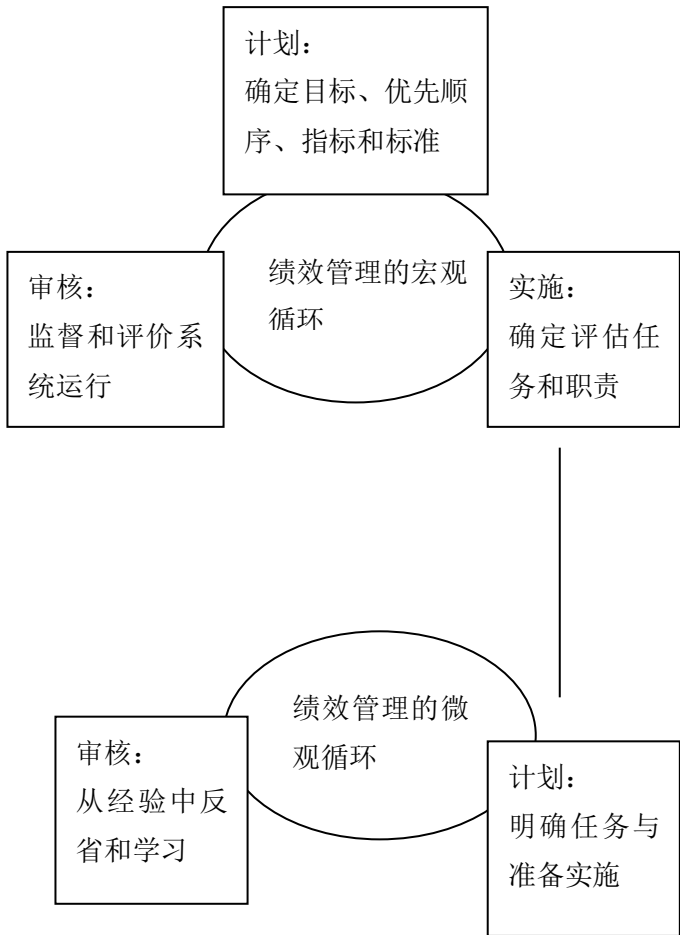 计划：
确定目标、优先顺
序、指标和标准
绩效管理的宏观
循环
审核：
监督和评价系
统运行
实施：
确定评估任
务和职责
绩效管理的微
观循环
审核：
从经验中反
省和学习
计划：
明确任务与
准备实施